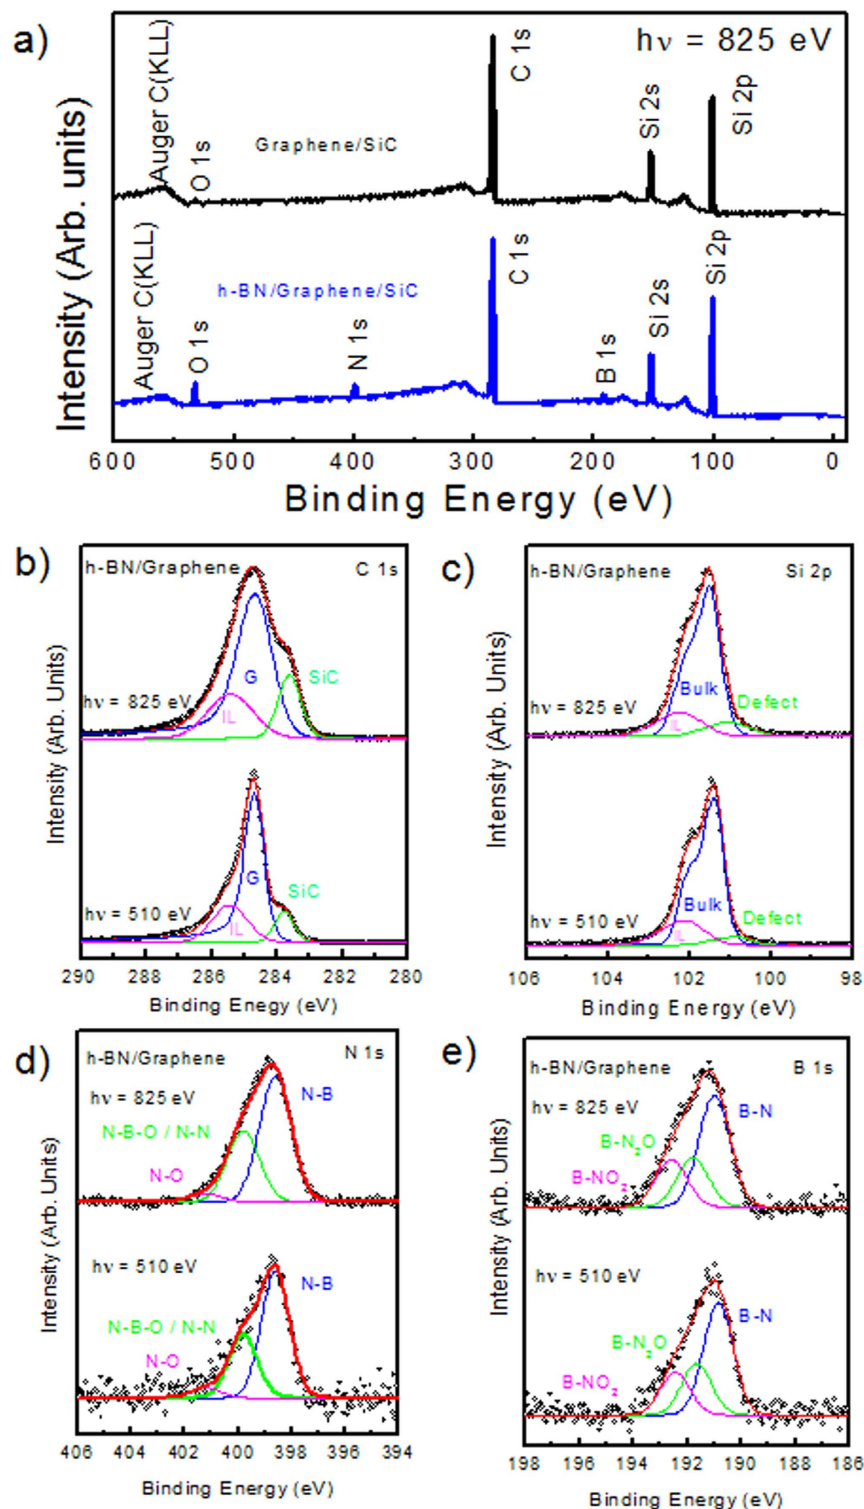 a)
hν = 825 eV
Intensity (Arb. units)
Auger C(KLL)
O 1s
Graphene/SiC
C 1s
Si 2s
Si 2p
Auger C(KLL)
O 1s
h-BN/Graphene/SiC
N 1s
C 1s
B 1s
Si 2s
Si 2p
600 500 400 300 200 100 0
Binding Energy (eV)
b)
h-BN/Graphene
C 1s
Intensity (Arb. Units)
hν = 825 eV
G
IL
SiC
hν = 510 eV
G
IL
SiC
290 288 286 284 282 280
Binding Enegy (eV)
c)
h-BN/Graphene
Si 2p
Intensity (Arb. Units)
hν = 825 eV
Bulk
IL
Defect
hν = 510 eV
Bulk
IL
Defect
106 104 102 100 98
Binding Energy (eV)
d)
h-BN/Graphene
N 1s
Intensity (Arb. Units)
hν = 825 eV
N-B
N-B-O / N-N
N-O
hν = 510 eV
N-B
N-B-O / N-N
N-O
406 404 402 400 398 396 394
Binding Energy (eV)
e)
h-BN/Graphene
B 1s
Intensity (Arb. Units)
hν = 825 eV
B-N
B-N₂O
B-NO₂
hν = 510 eV
B-N
B-N₂O
B-NO₂
198 196 194 192 190 188 186
Binding Energy (eV)